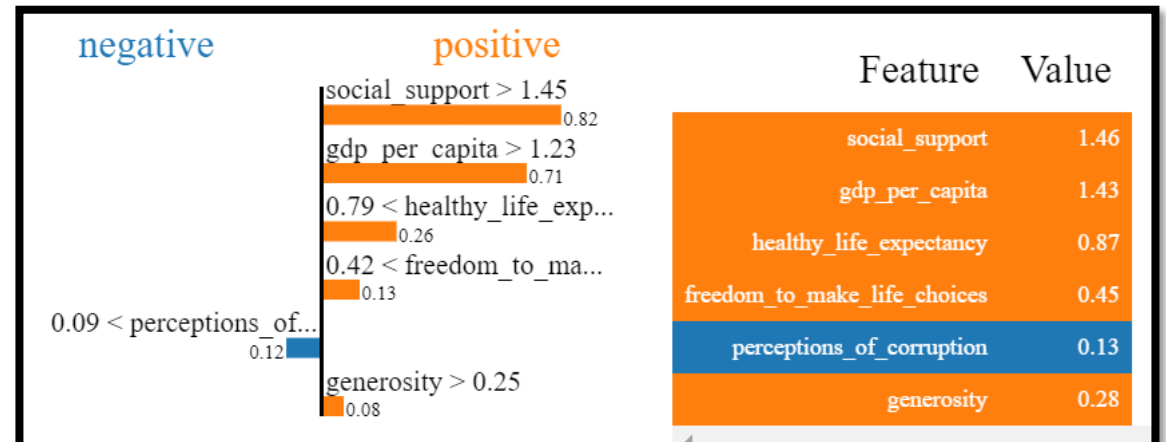 negative positive
social_support > 1.45
0.82
gdp_per_capita > 1.23
0.71
0.79 < healthy_life_exp...
0.26
0.42 < freedom_to_ma...
0.13
0.09 < perceptions_of...
0.12
generosity > 0.25
0.08
Feature Value
social_support 1.46
gdp_per_capita 1.43
healthy_life_expectancy 0.87
freedom_to_make_life_choices 0.45
perceptions_of_corruption 0.13
generosity 0.28